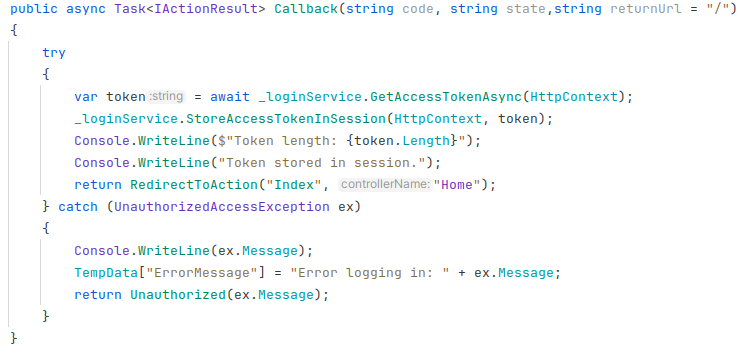 public async Task<IActionResult> Callback(string code, string state,string returnUrl = "/")
{
    try
    {
        var token :string = await _loginService.GetAccessTokenAsync(HttpContext);
        _loginService.StoreAccessTokenInSession(HttpContext, token);
        Console.WriteLine($"Token length: {token.Length}");
        Console.WriteLine("Token stored in session.");
        return RedirectToAction("Index", controllerName: "Home");
    } catch (UnauthorizedAccessException ex)
    {
        Console.WriteLine(ex.Message);
        TempData["ErrorMessage"] = "Error logging in: " + ex.Message;
        return Unauthorized(ex.Message);
    }
}